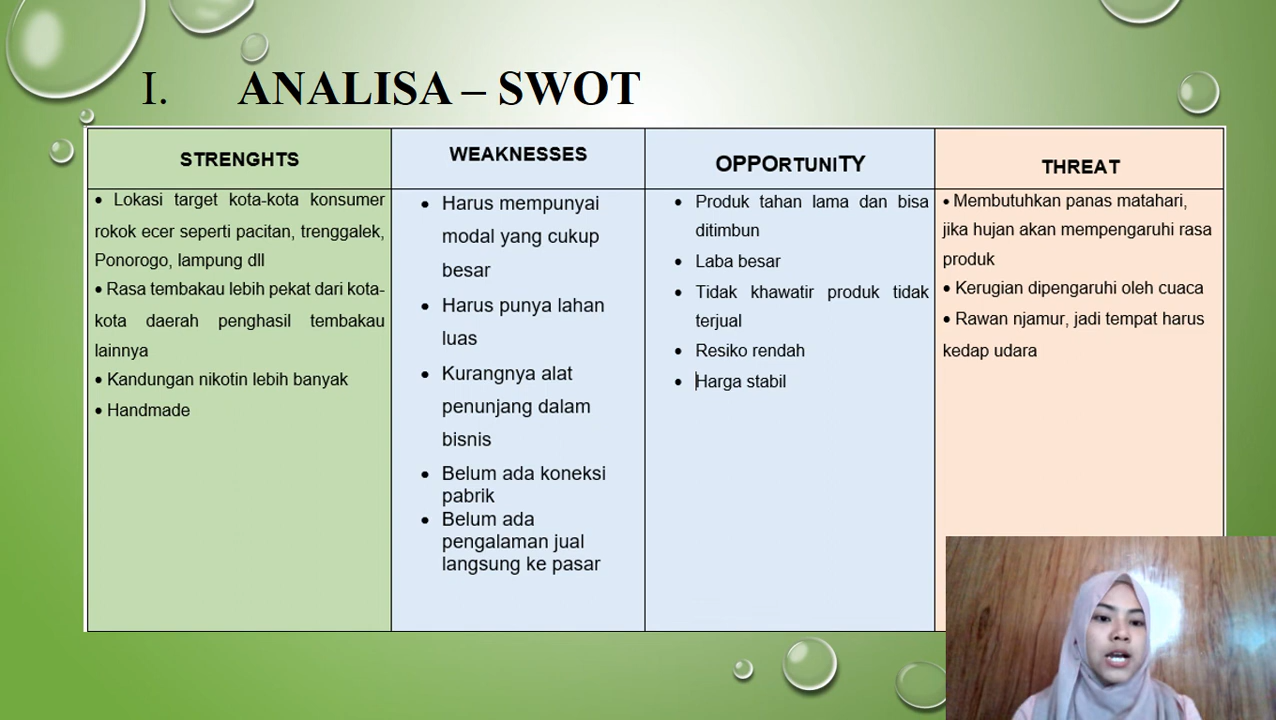 I. ANALISA – SWOT
STRENGHTS
• Lokasi target kota-kota konsumer
rokok ecer seperti pacitan, trenggalek,
Ponorogo, lampung dll
• Rasa tembakau lebih pekat dari kota-
kota daerah penghasil tembakau
lainnya
• Kandungan nikotin lebih banyak
• Handmade
WEAKNESSES
• Harus mempunyai
modal yang cukup
besar
• Harus punya lahan
luas
• Kurangnya alat
penunjang dalam
bisnis
• Belum ada koneksi
pabrik
• Belum ada
pengalaman jual
langsung ke pasar
OPPORTUNITY
• Produk tahan lama dan bisa
ditimbun
• Laba besar
• Tidak khawatir produk tidak
terjual
• Resiko rendah
• Harga stabil
THREAT
• Membutuhkan panas matahari,
jika hujan akan mempengaruhi rasa
produk
• Kerugian dipengaruhi oleh cuaca
• Rawan njamur, jadi tempat harus
kedap udara